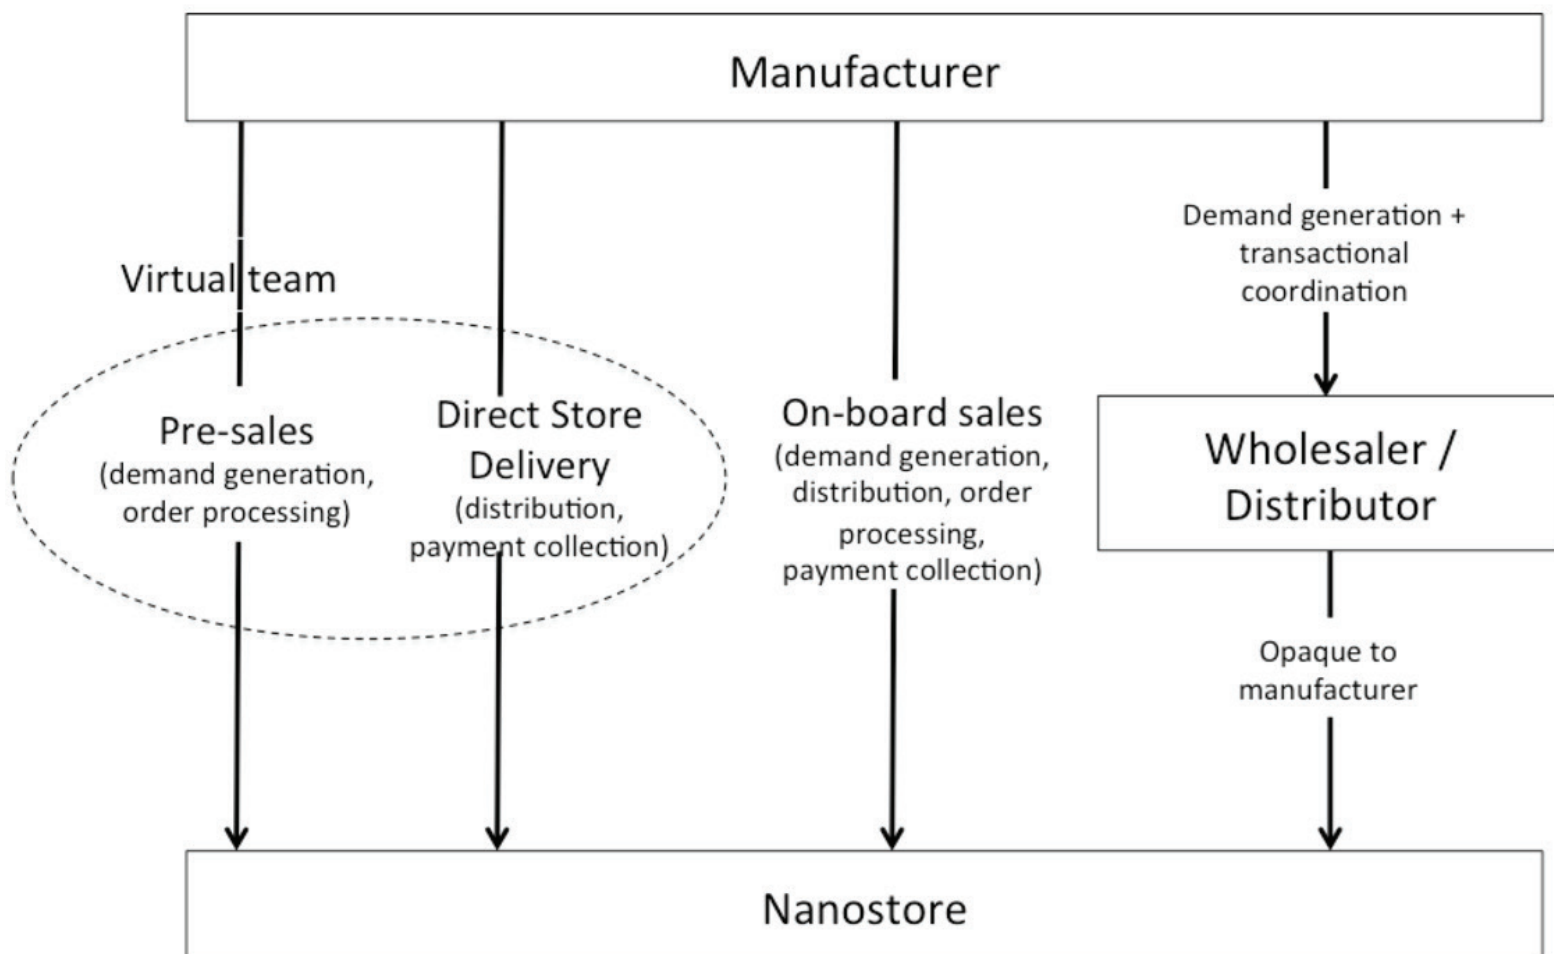 Manufacturer
Virtual team
Pre-sales
(demand generation,
order processing)
Direct Store
Delivery
(distribution,
payment collection)
On-board sales
(demand generation,
distribution, order
processing,
payment collection)
Demand generation +
transactional
coordination
Wholesaler /
Distributor
Opaque to
manufacturer
Nanostore